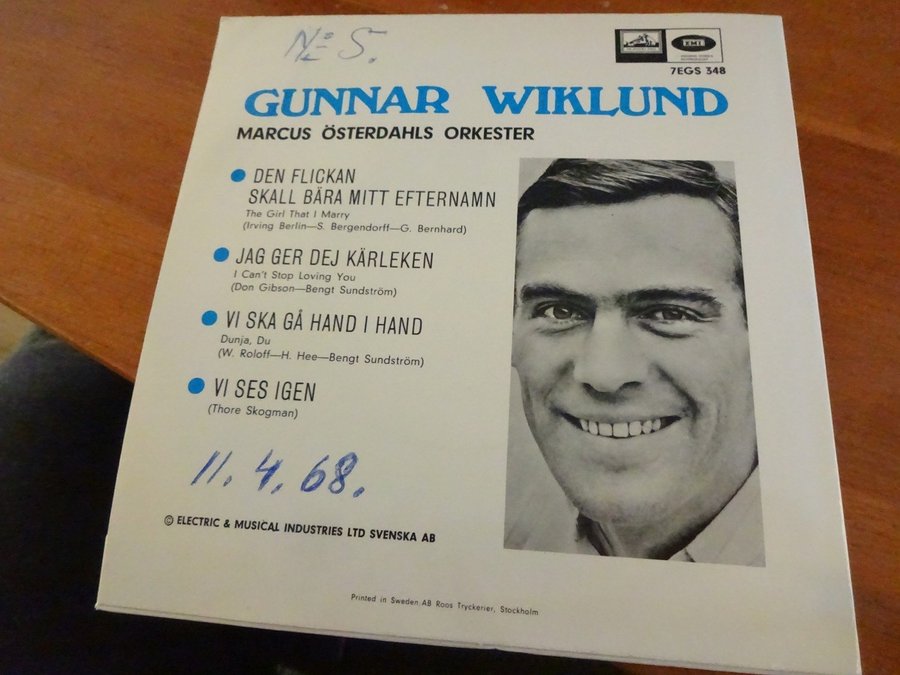 No 5.
EMI
7EGS 348
GUNNAR WIKLUND
MARCUS ÖSTERDAHLS ORKESTER
DEN FLICKAN
SKALL BÄRA MITT EFTERNAMN
The Girl That I Marry
(Irving Berlin—S. Bergendorff—G. Bernhard)
JAG GER DEJ KÄRLEKEN
I Can't Stop Loving You
(Don Gibson—Bengt Sundström)
VI SKA GÅ HAND I HAND
Dunja, Du
(W. Roloff—H. Hee—Bengt Sundström)
VI SES IGEN
(Thore Skogman)
11. 4. 68.
© ELECTRIC & MUSICAL INDUSTRIES LTD SVENSKA AB
Printed in Sweden AB Roos Tryckerier, Stockholm